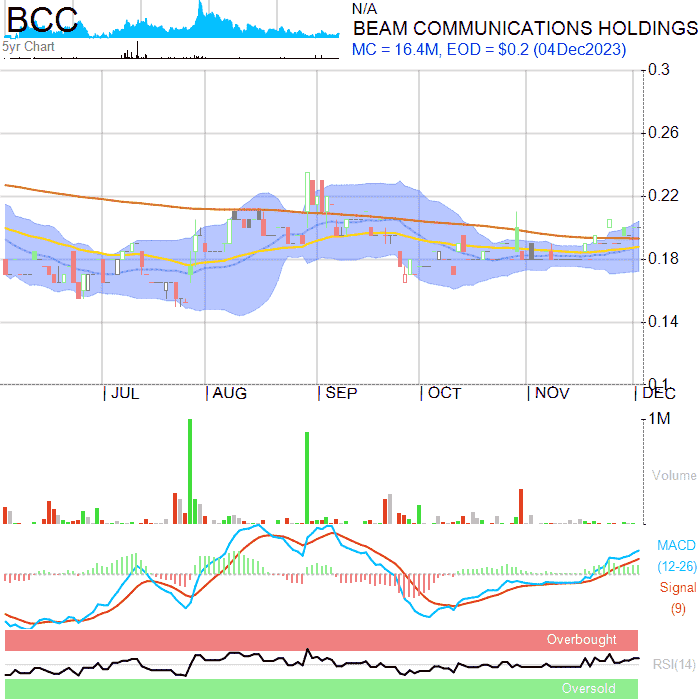 BCC
N/A
BEAM COMMUNICATIONS HOLDINGS
5yr Chart
MC = 16.4M, EOD = $0.2 (04Dec2023)
0.3
0.26
0.22
0.18
0.14
0.1
JUL
AUG
SEP
OCT
NOV
DEC
1M
Volume
MACD
(12-26)
Signal
(9)
Overbought
RSI(14)
Oversold